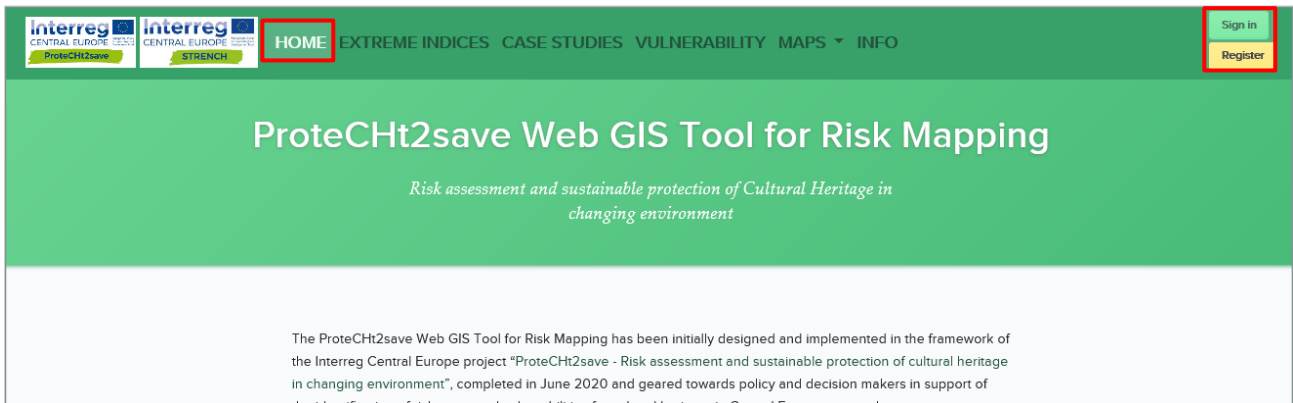 Interreg
CENTRAL EUROPE
ProteCHt2save
Interreg
CENTRAL EUROPE
STRENCH
HOME EXTREME INDICES CASE STUDIES VULNERABILITY MAPS INFO
Sign in
Register
ProteCHt2save Web GIS Tool for Risk Mapping
Risk assessment and sustainable protection of Cultural Heritage in
changing environment
The ProteCHt2save Web GIS Tool for Risk Mapping has been initially designed and implemented in the framework of
the Interreg Central Europe project “ProteCHt2save - Risk assessment and sustainable protection of cultural heritage
in changing environment”, completed in June 2020 and geared towards policy and decision makers in support of